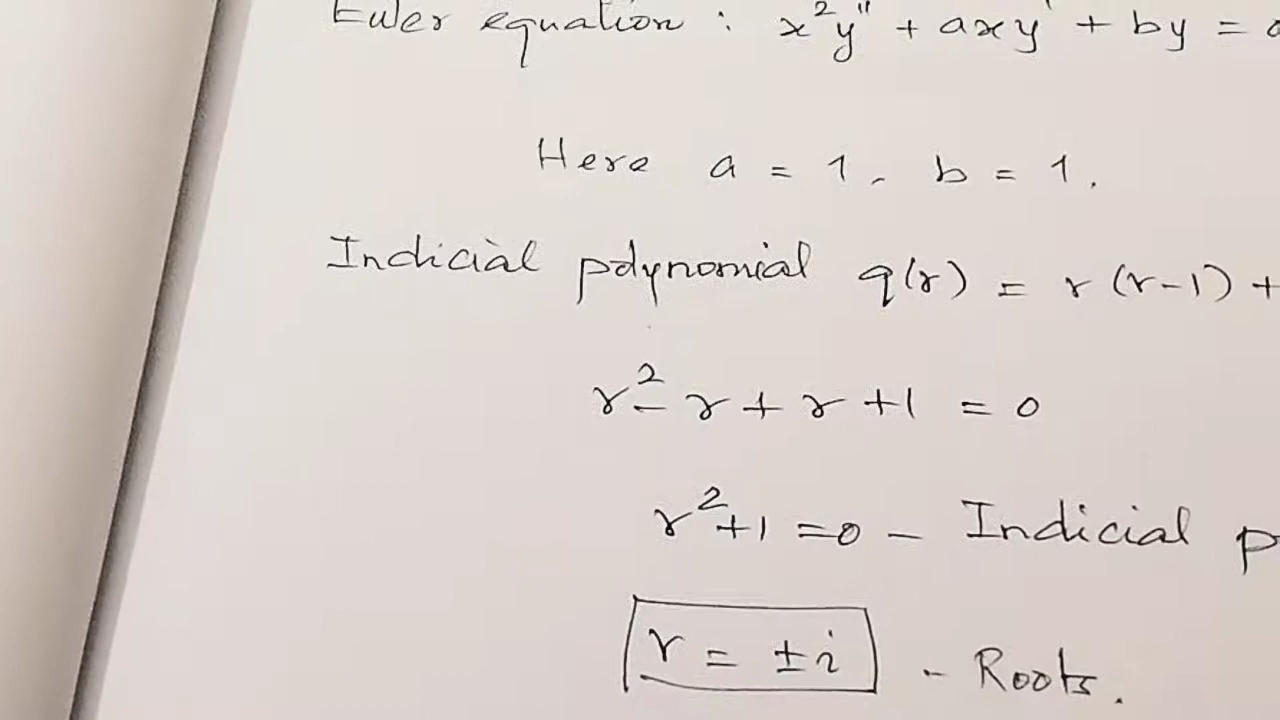 Euler equation : x²y'' + axy' + by =
Here a = 1, b = 1.
Indicial polynomial q(r) = r(r-1) +
r² - r + r + 1 = 0
r² + 1 = 0 - Indicial
r = ±i - Roots.